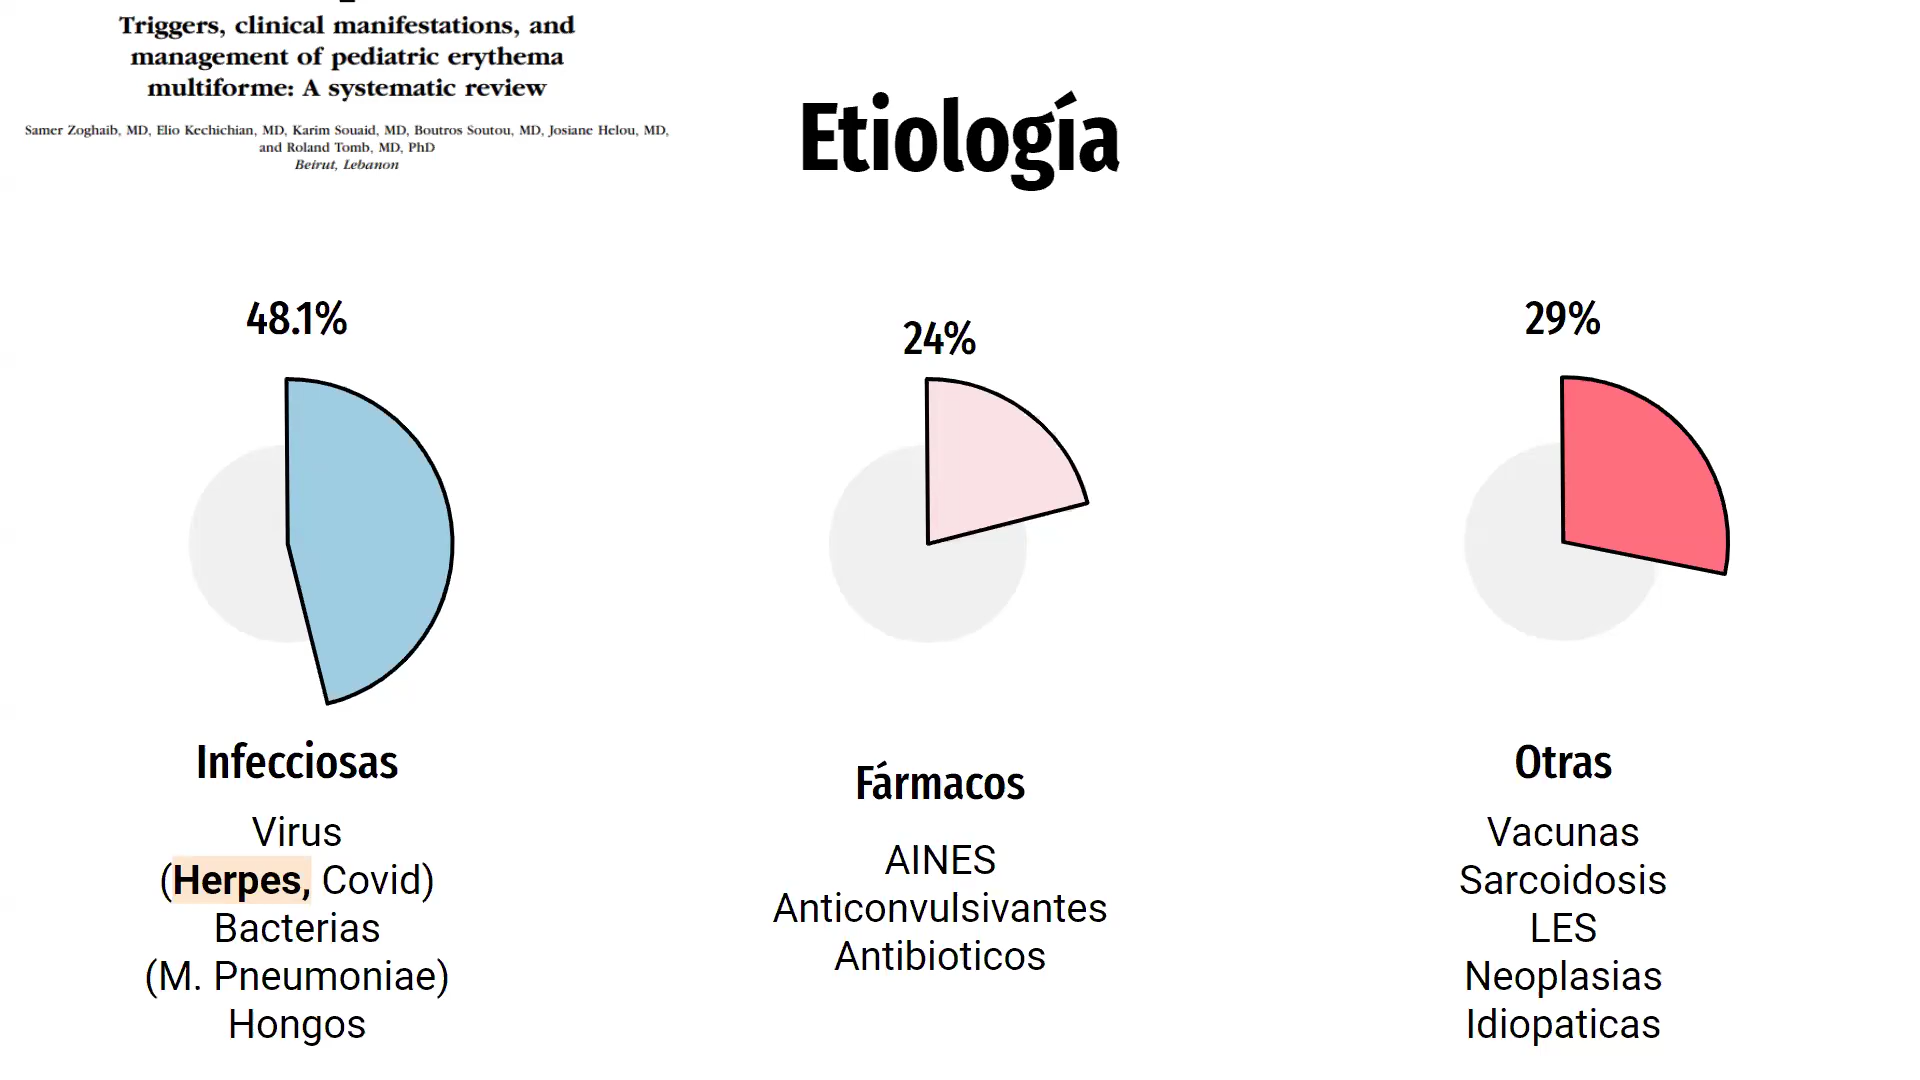 Triggers, clinical manifestations, and
management of pediatric erythema
multiforme: A systematic review
Samer Zoghaib, MD, Elio Kechichian, MD, Karim Souaid, MD, Boutros Soutou, MD, Josiane Helou, MD,
and Roland Tomb, MD, PhD
Beirut, Lebanon
Etiología
48.1%
Infecciosas
Virus
(Herpes, Covid)
Bacterias
(M. Pneumoniae)
Hongos
24%
Fármacos
AINES
Anticonvulsivantes
Antibioticos
29%
Otras
Vacunas
Sarcoidosis
LES
Neoplasias
Idiopaticas